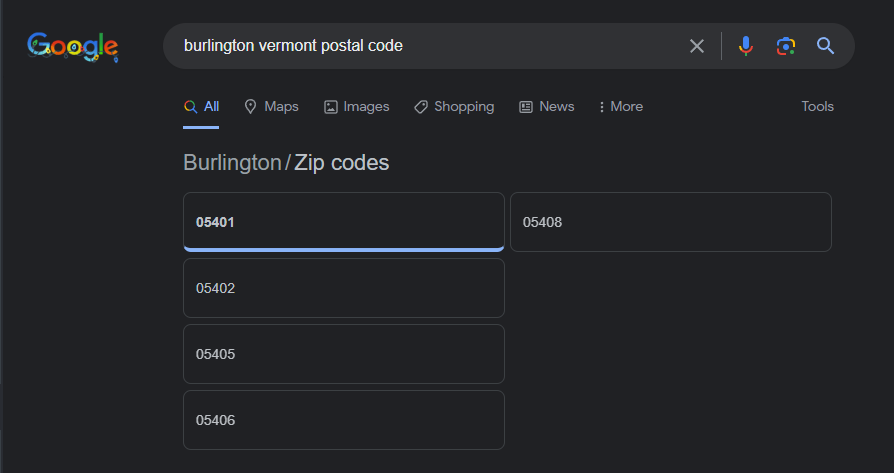 Google
burlington vermont postal code
All Maps Images Shopping News More Tools
Burlington / Zip codes
05401 05408
05402
05405
05406